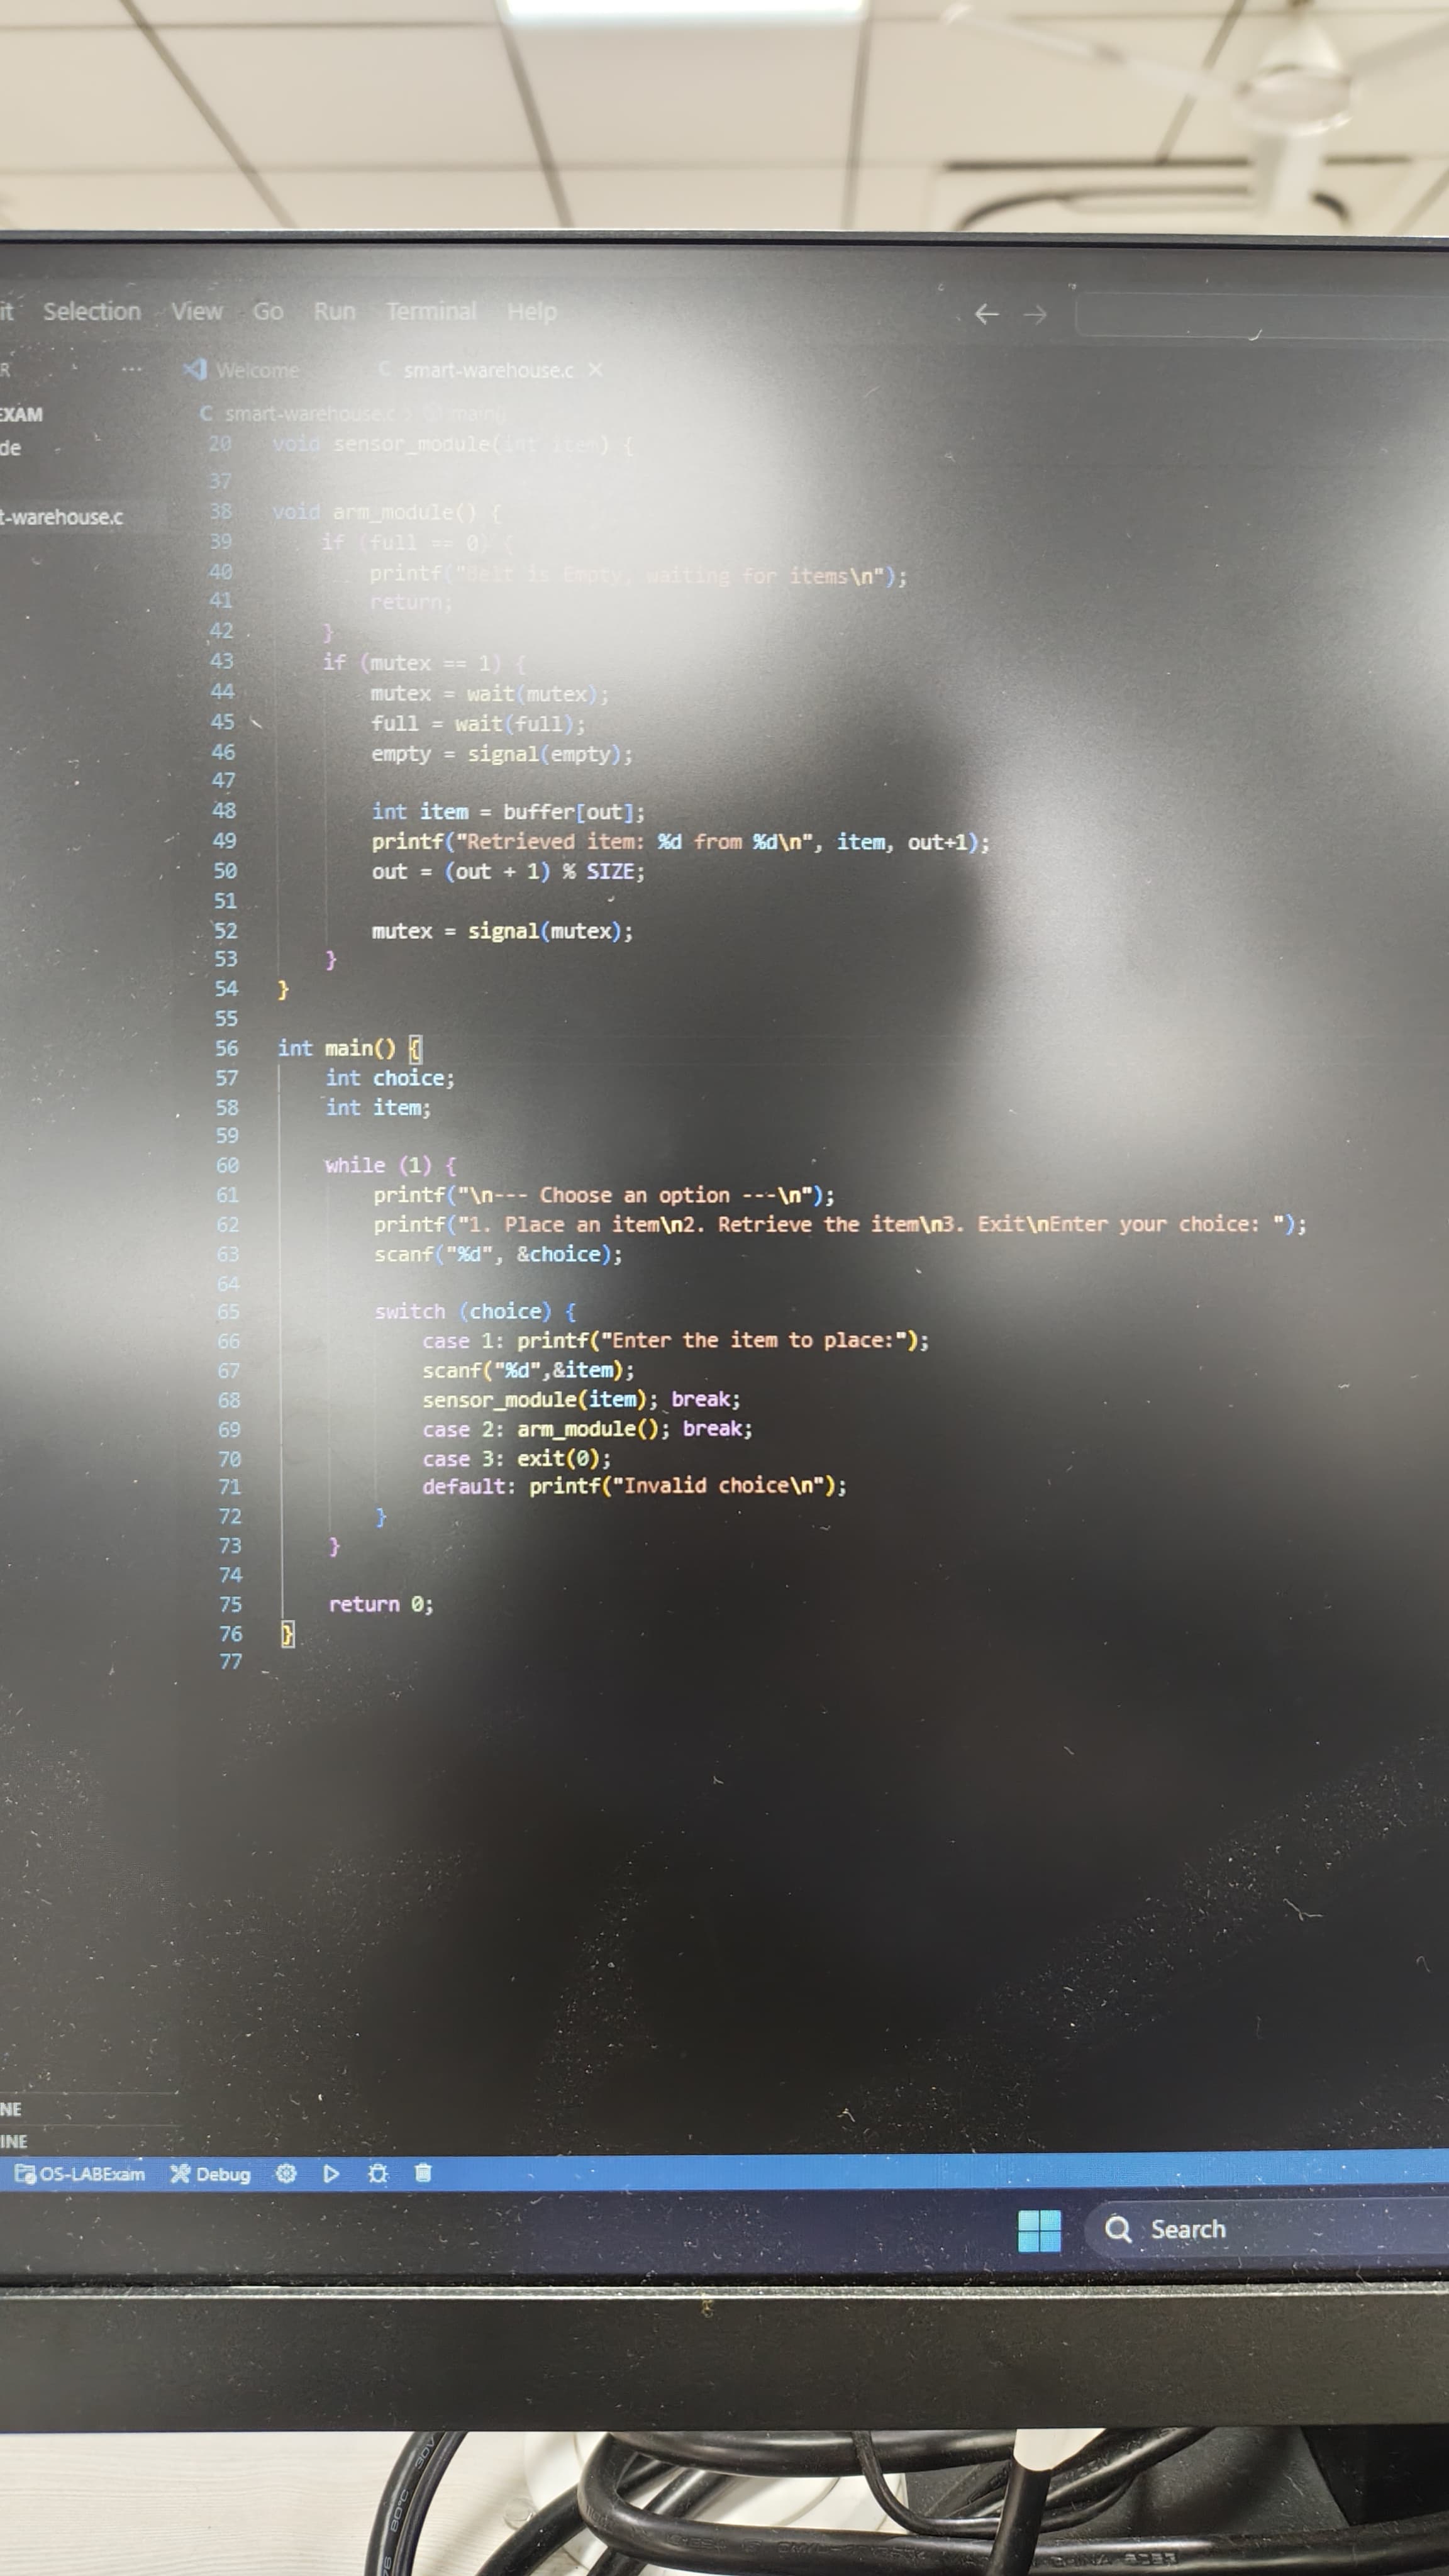 it Selection View Go Run Terminal Help
R ... Welcome C smart-warehouse.c ×
EXAM
de
t-warehouse.c
C smart-warehouse.c main()
20 void sensor_module(int item) {
37
38 void arm_module() {
39 if (full == 0) {
40 printf("Belt is Empty, waiting for items\n");
41 return;
42 }
43 if (mutex == 1) {
44 mutex = wait(mutex);
45 full = wait(full);
46 empty = signal(empty);
47
48 int item = buffer[out];
49 printf("Retrieved item: %d from %d\n", item, out+1);
50 out = (out + 1) % SIZE;
51
52 mutex = signal(mutex);
53 }
54 }
55
56 int main() {
57 int choice;
58 int item;
59
60 while (1) {
61 printf("\n--- Choose an option ---\n");
62 printf("1. Place an item\n2. Retrieve the item\n3. Exit\nEnter your choice: ");
63 scanf("%d", &choice);
64
65 switch (choice) {
66 case 1: printf("Enter the item to place:");
67 scanf("%d",&item);
68 sensor_module(item); break;
69 case 2: arm_module(); break;
70 case 3: exit(0);
71 default: printf("Invalid choice\n");
72 }
73 }
74
75 return 0;
76 }
77
NE
INE
OS-LABExam Debug
Search